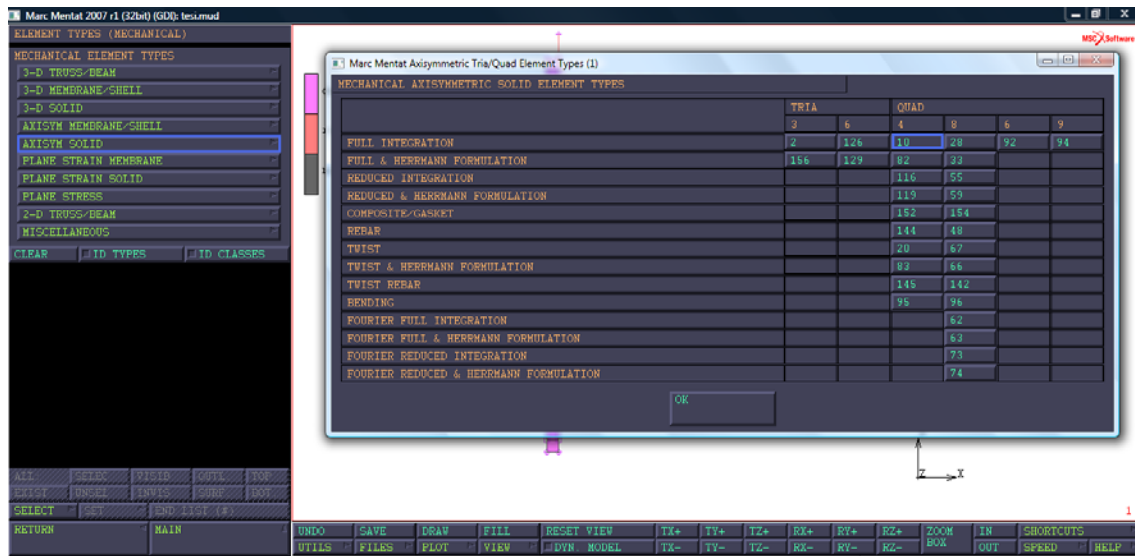 Marc Mentat 2007 r1 (32bit) (GDI): tesi.mud
ELEMENT TYPES (MECHANICAL)
MSC Software
MECHANICAL ELEMENT TYPES
3-D TRUSS/BEAM
3-D MEMBRANE/SHELL
3-D SOLID
AXISYM MEMBRANE/SHELL
AXISYM SOLID
PLANE STRAIN MEMBRANE
PLANE STRAIN SOLID
PLANE STRESS
2-D TRUSS/BEAM
MISCELLANEOUS
CLEAR ID TYPES ID CLASSES
Marc Mentat Axisymmetric Tria/Quad Element Types (1)
MECHANICAL AXISYMMETRIC SOLID ELEMENT TYPES
TRIA QUAD
3 6 4 8 6 9
FULL INTEGRATION 2 126 10 28 92 94
FULL & HERRMANN FORMULATION 156 129 82 33
REDUCED INTEGRATION 116 55
REDUCED & HERRMANN FORMULATION 119 59
COMPOSITE/GASKET 152 154
REBAR 144 48
TWIST 20 67
TWIST & HERRMANN FORMULATION 83 66
TWIST REBAR 145 142
BENDING 95 96
FOURIER FULL INTEGRATION 62
FOURIER FULL & HERRMANN FORMULATION 63
FOURIER REDUCED INTEGRATION 73
FOURIER REDUCED & HERRMANN FORMULATION 74
OK
Z X
1
ALL SELEC VISIB OUTL TOP
EXIST UNSEL INVIS SURF BOT
SELECT SET END LIST (#)
RETURN MAIN
UNDO SAVE DRAW FILL RESET VIEW TX+ TY+ TZ+ RX+ RY+ RZ+ ZOOM BOX IN SHORTCUTS
UTILS FILES PLOT VIEW DYN. MODEL TX- TY- TZ- RX- RY- RZ- OUT SPEED HELP